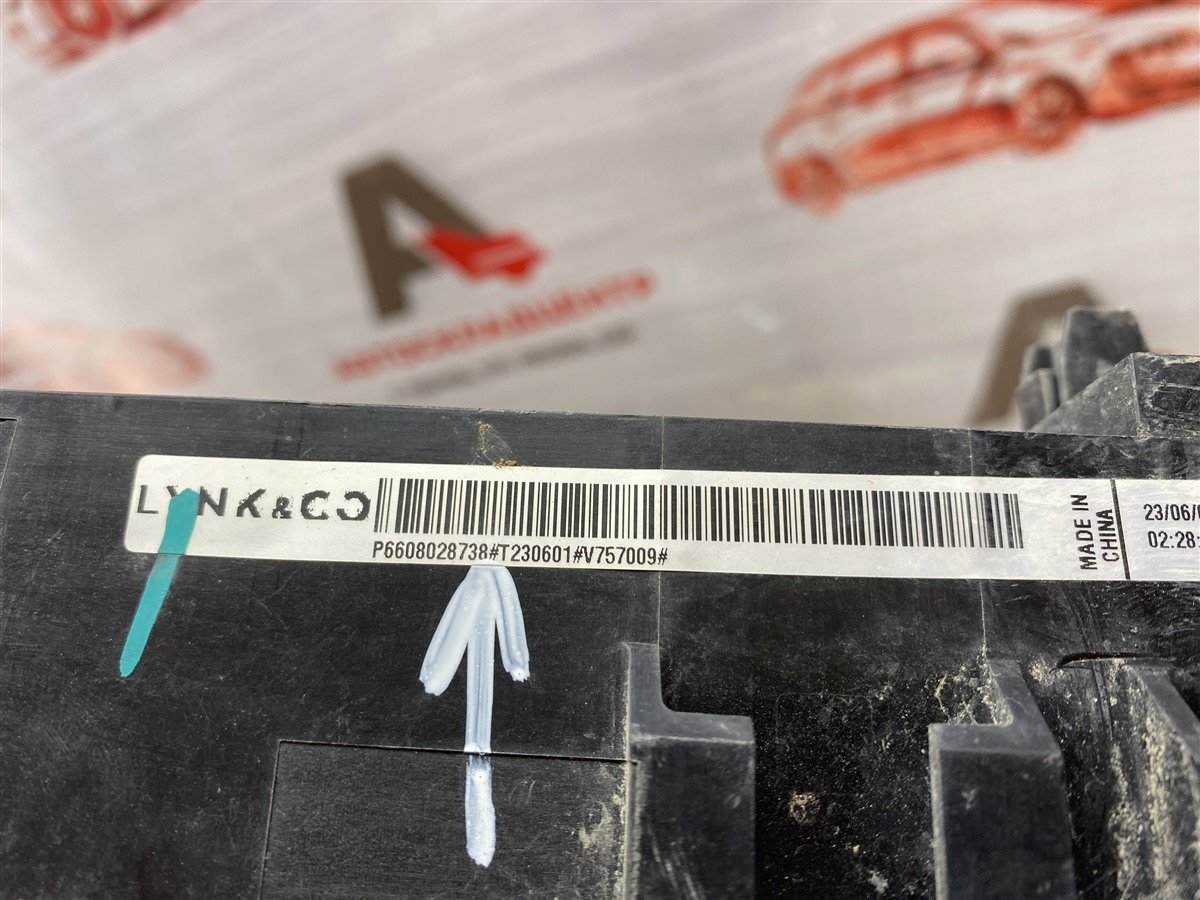 A
LYNK&CO
P6608028738#T230601#V757009#
MADE IN
CHINA
23/06/
02:28: